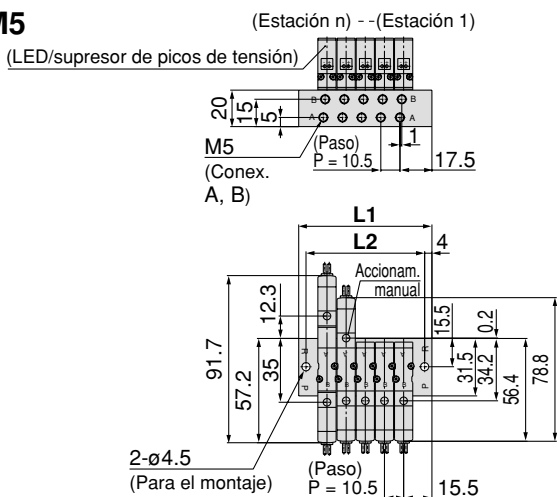 M5
(Estación n) - -(Estación 1)
(LED/supresor de picos de tensión)
20
15
5
B
B
A
A
M5
(Conex.
A, B)
(Paso)
P = 10.5
1
17.5
L1
L2
4
Accionam.
manual
12.3
91.7
57.2
35
15.5
0.2
31.5
34.2
56.4
78.8
R
P
A
A
A
A
A
B
B
B
B
B
R
P
2-ø4.5
(Para el montaje)
(Paso)
P = 10.5
15.5